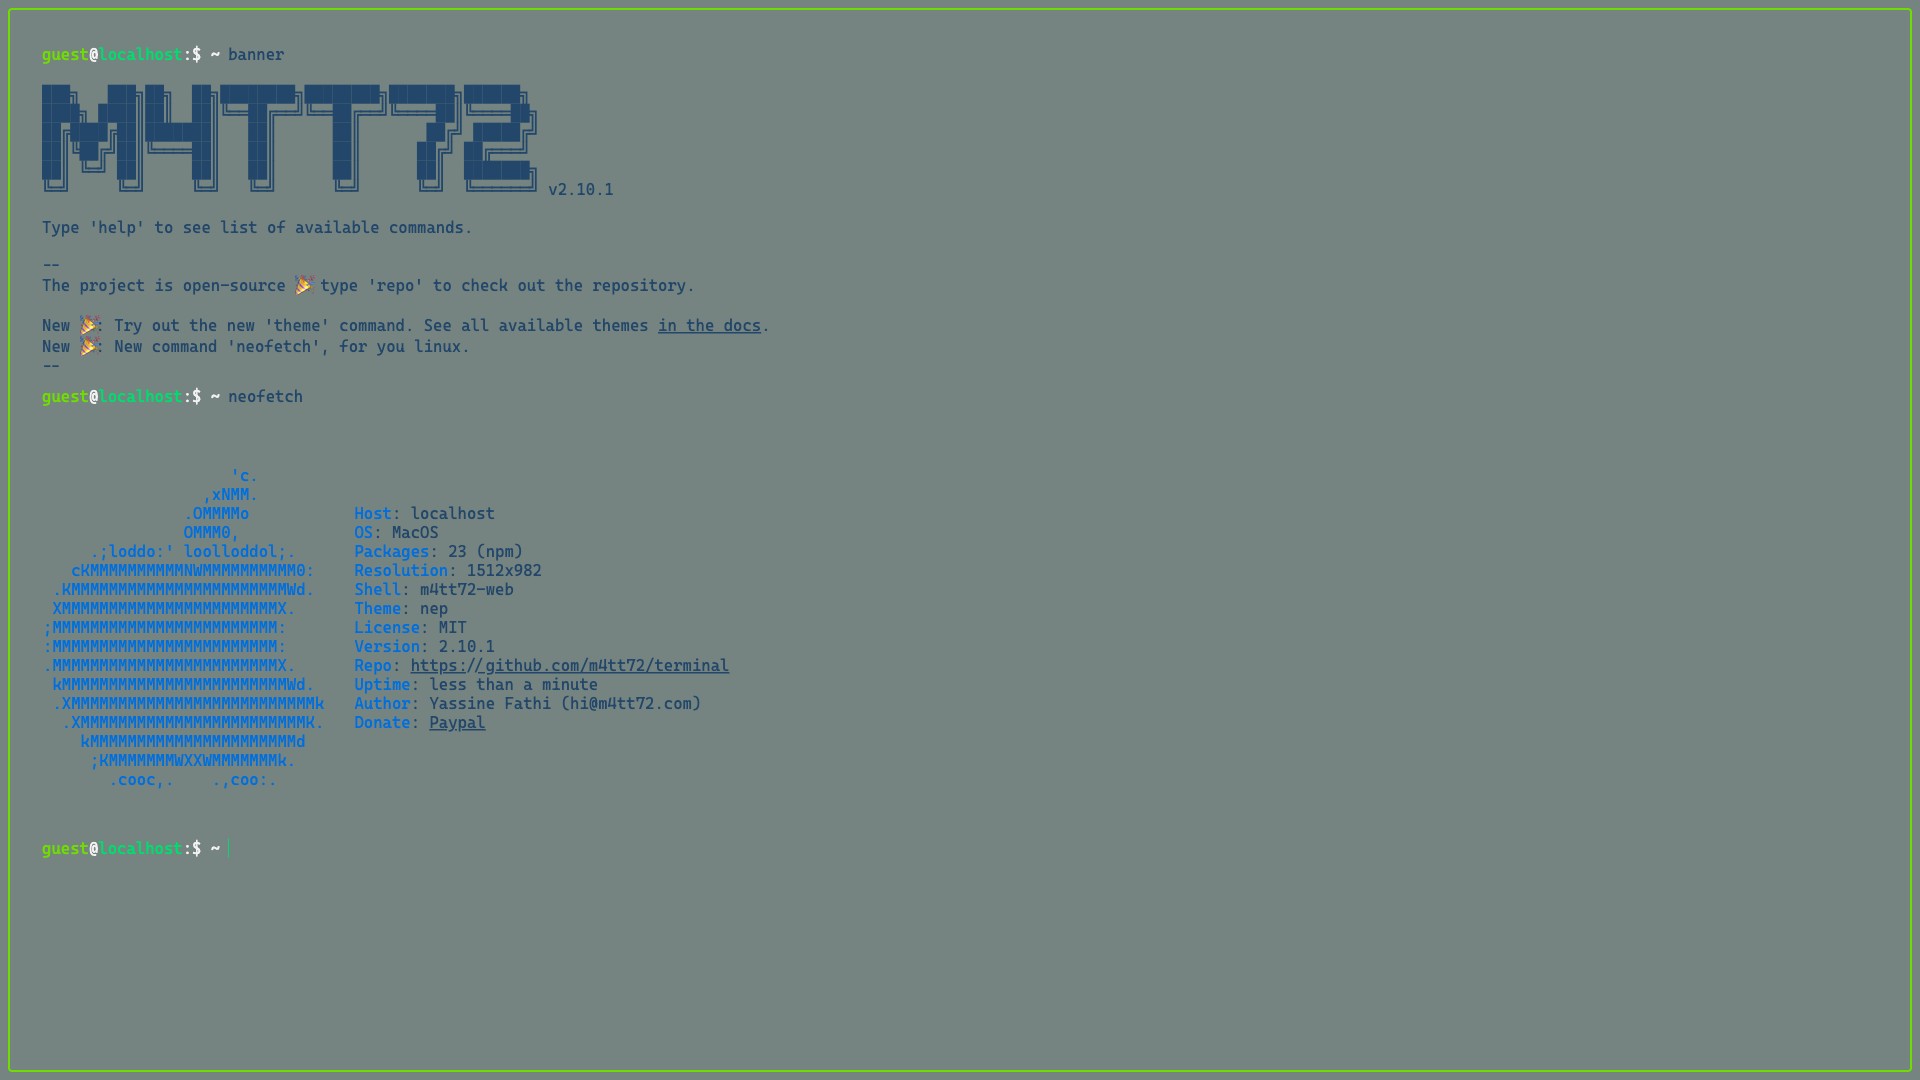 guest@localhost:$ ~ banner
███╗   ███╗██╗  ██╗████████╗████████╗███████╗██████╗
████╗ ████║██║  ██║╚══██╔══╝╚══██╔══╝╚════██║╚════██╗
██╔████╔██║███████║   ██║      ██║       ██╔╝ █████╔╝
██║╚██╔╝██║╚════██║   ██║      ██║      ██╔╝ ██╔═══╝
██║ ╚═╝ ██║     ██║   ██║      ██║      ██║  ███████╗
╚═╝     ╚═╝     ╚═╝   ╚═╝      ╚═╝      ╚═╝  ╚══════╝ v2.10.1
Type 'help' to see list of available commands.
--
The project is open-source 🎉 type 'repo' to check out the repository.
New 🎉: Try out the new 'theme' command. See all available themes in the docs.
New 🎉: New command 'neofetch', for you linux.
--
guest@localhost:$ ~ neofetch
                    'c.
                 ,xNMM.
               .OMMMMo           Host: localhost
               OMMM0,            OS: MacOS
     .;loddo:' loolloddol;.      Packages: 23 (npm)
   cKMMMMMMMMMMNWMMMMMMMMMM0:    Resolution: 1512x982
 .KMMMMMMMMMMMMMMMMMMMMMMMWd.    Shell: m4tt72-web
 XMMMMMMMMMMMMMMMMMMMMMMMX.      Theme: nep
;MMMMMMMMMMMMMMMMMMMMMMMM:       License: MIT
:MMMMMMMMMMMMMMMMMMMMMMMM:       Version: 2.10.1
.MMMMMMMMMMMMMMMMMMMMMMMMX.      Repo: https://github.com/m4tt72/terminal
 kMMMMMMMMMMMMMMMMMMMMMMMMWd.    Uptime: less than a minute
 .XMMMMMMMMMMMMMMMMMMMMMMMMMMk   Author: Yassine Fathi (hi@m4tt72.com)
  .XMMMMMMMMMMMMMMMMMMMMMMMMK.   Donate: Paypal
    kMMMMMMMMMMMMMMMMMMMMMMd
     ;KMMMMMMMWXXWMMMMMMMk.
       .cooc,.    .,coo:.
guest@localhost:$ ~